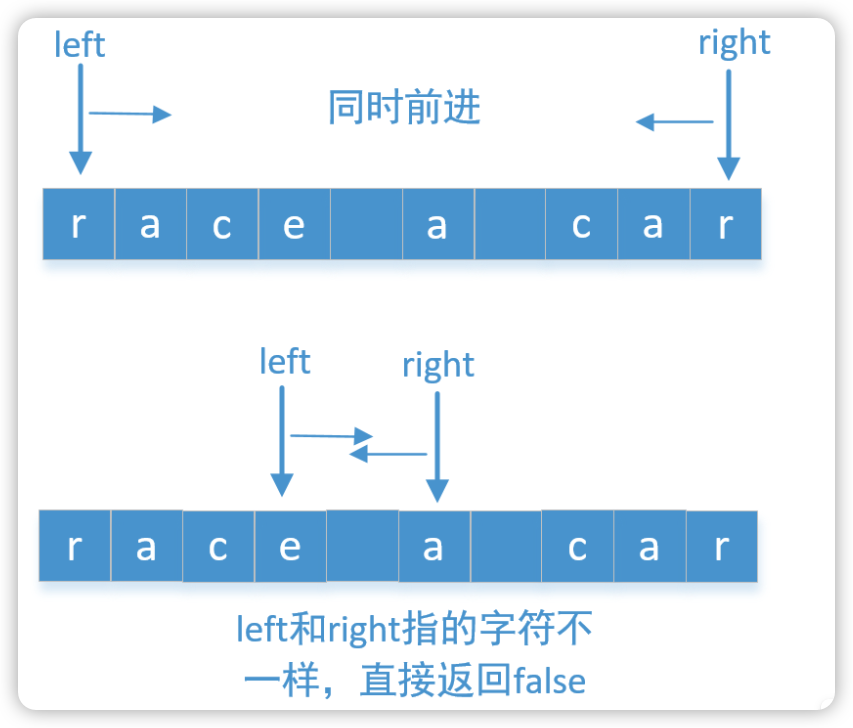 left right
同时前进
r a c e a c a r
left right
r a c e a c a r
left和right指的字符不
一样，直接返回false